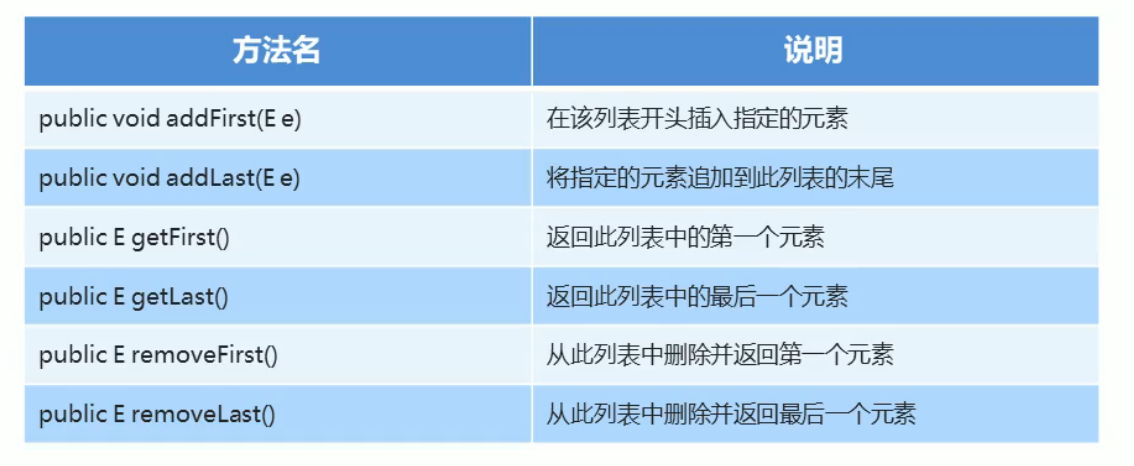 方法名 说明
public void addFirst(E e) 在该列表开头插入指定的元素
public void addLast(E e) 将指定的元素追加到此列表的末尾
public E getFirst() 返回此列表中的第一个元素
public E getLast() 返回此列表中的最后一个元素
public E removeFirst() 从此列表中删除并返回第一个元素
public E removeLast() 从此列表中删除并返回最后一个元素